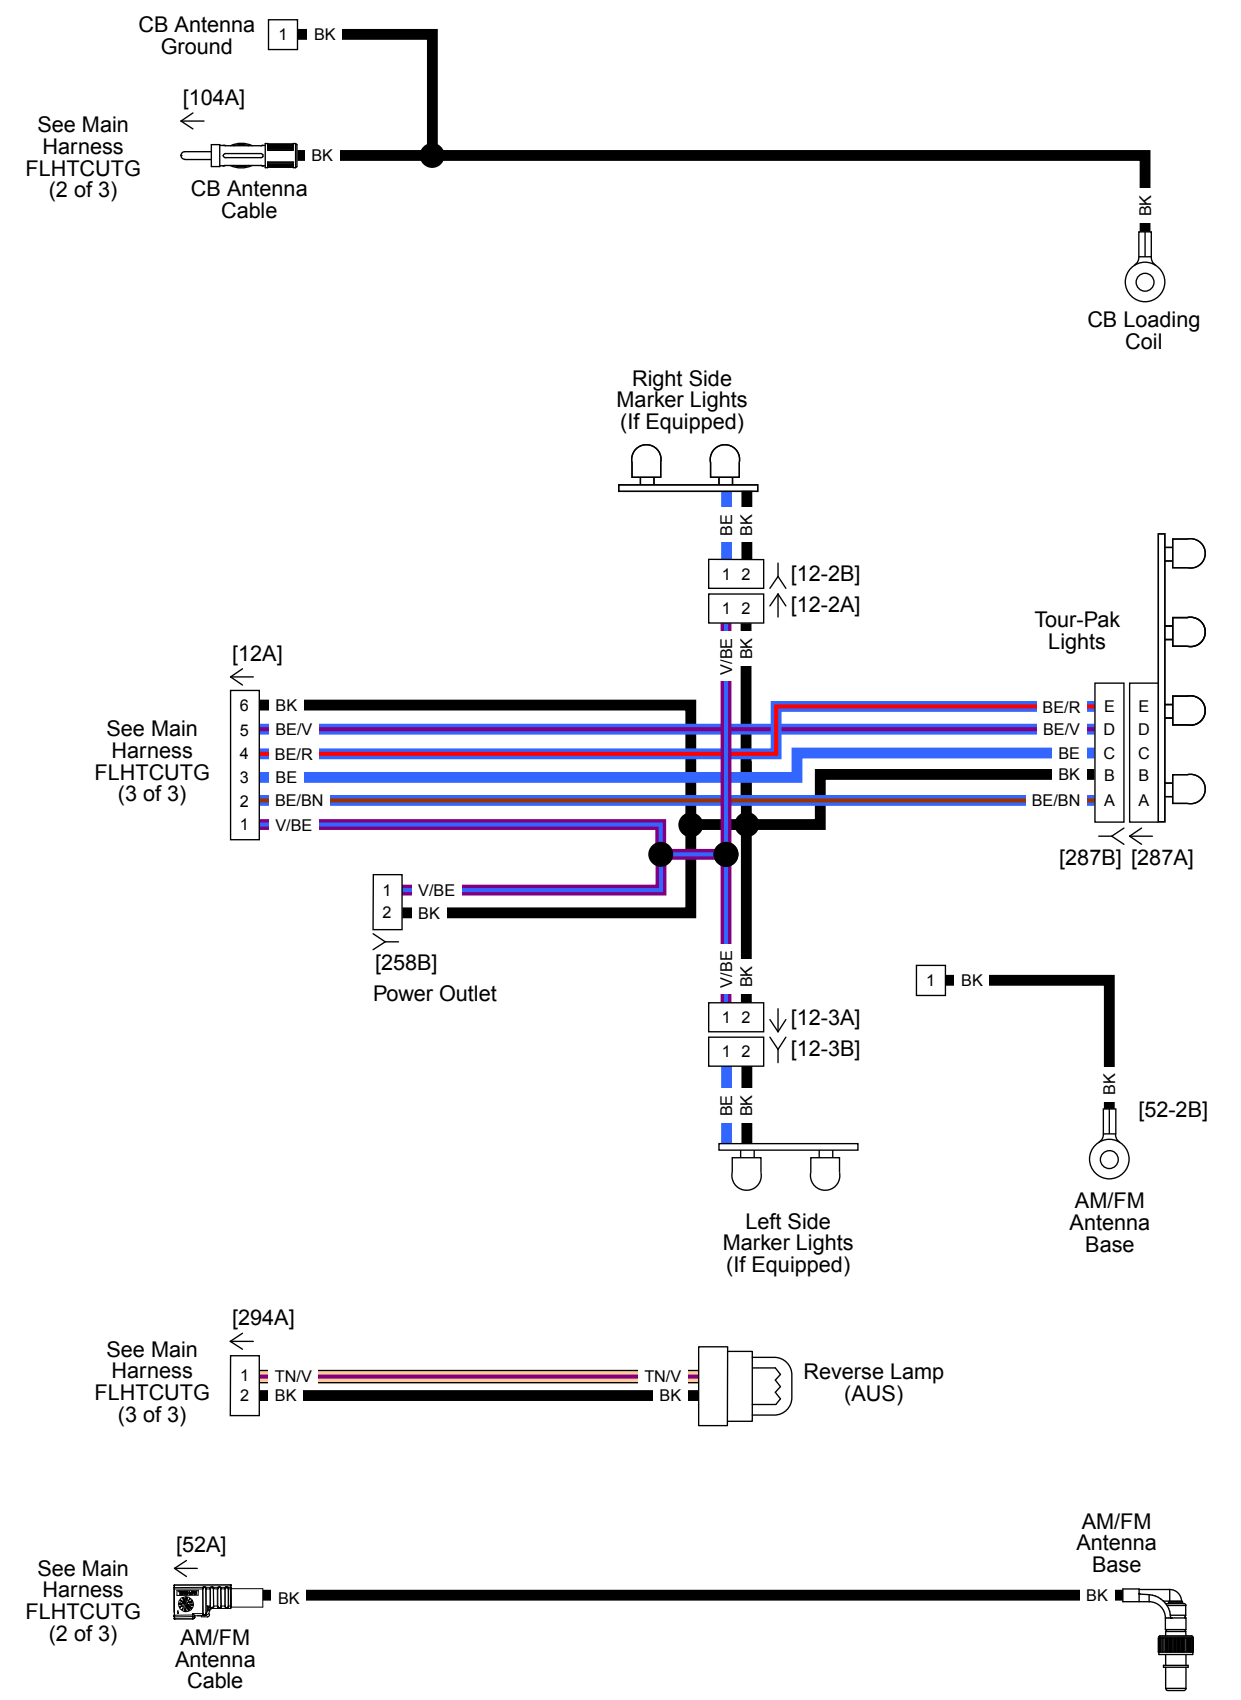 CB Antenna
Ground
1
BK
[104A]
See Main
Harness
FLHTCUTG
(2 of 3)
BK
CB Antenna
Cable
BK
CB Loading
Coil
Right Side
Marker Lights
(If Equipped)
BE
BK
1 2
[12-2B]
1 2
[12-2A]
V/BE
BK
Tour-Pak
Lights
[12A]
See Main
Harness
FLHTCUTG
(3 of 3)
6 BK
5 BE/V
4 BE/R
3 BE
2 BE/BN
1 V/BE
BE/R E E
BE/V D D
BE C C
BK B B
BE/BN A A
[287B] [287A]
1 V/BE
2 BK
[258B]
Power Outlet
V/BE
BK
1 2
[12-3A]
1 2
[12-3B]
BE
BK
Left Side
Marker Lights
(If Equipped)
1
BK
BK
[52-2B]
AM/FM
Antenna
Base
[294A]
See Main
Harness
FLHTCUTG
(3 of 3)
1 TN/V TN/V
2 BK BK
Reverse Lamp
(AUS)
[52A]
See Main
Harness
FLHTCUTG
(2 of 3)
BK
BK
AM/FM
Antenna
Cable
AM/FM
Antenna
Base